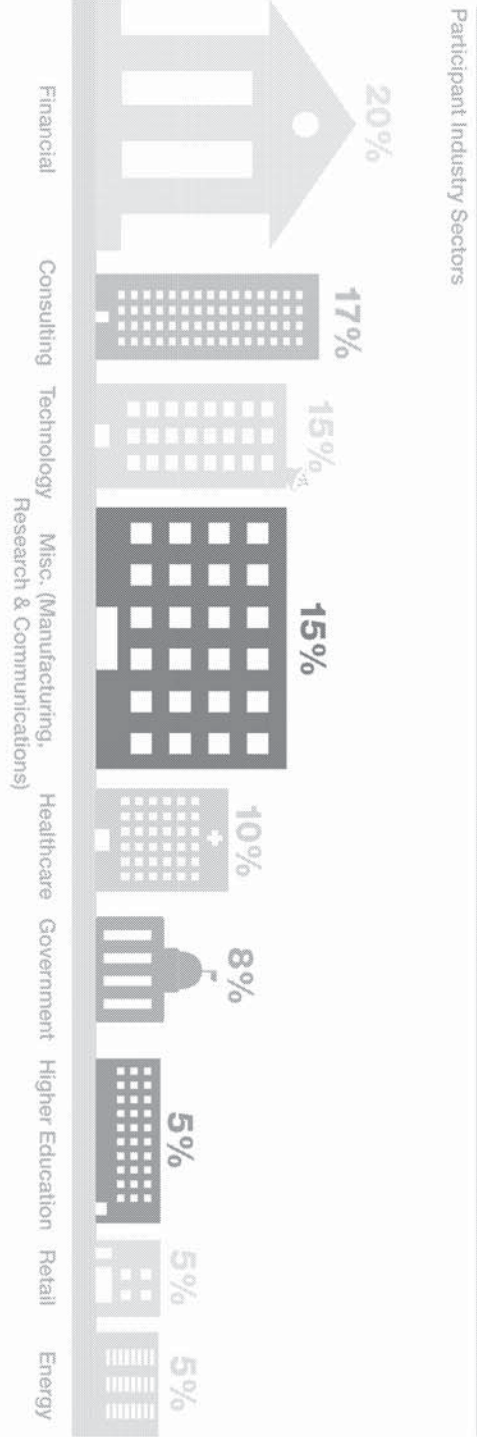 Participant Industry Sectors
20%
17%
15%
15%
10%
8%
5%
5%
5%
Financial
Consulting
Technology
Misc. (Manufacturing,
Research & Communications)
Healthcare
Government
Higher Education
Retail
Energy